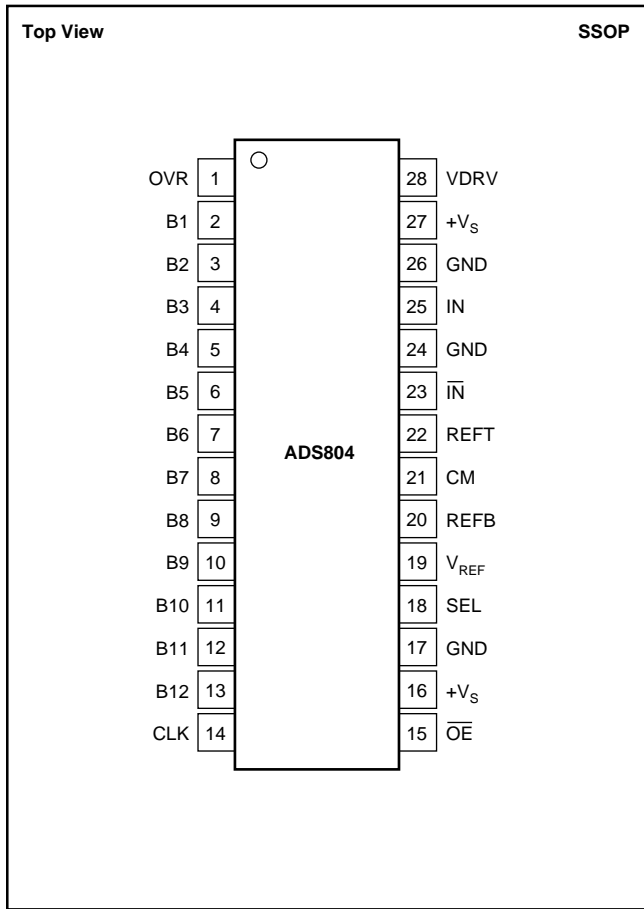 Top View SSOP
OVR 1 28 VDRV
B1 2 27 +VS
B2 3 26 GND
B3 4 25 IN
B4 5 24 GND
B5 6 23 I̅N̅
B6 7 22 REFT
ADS804
B7 8 21 CM
B8 9 20 REFB
B9 10 19 VREF
B10 11 18 SEL
B11 12 17 GND
B12 13 16 +VS
CLK 14 15 O̅E̅